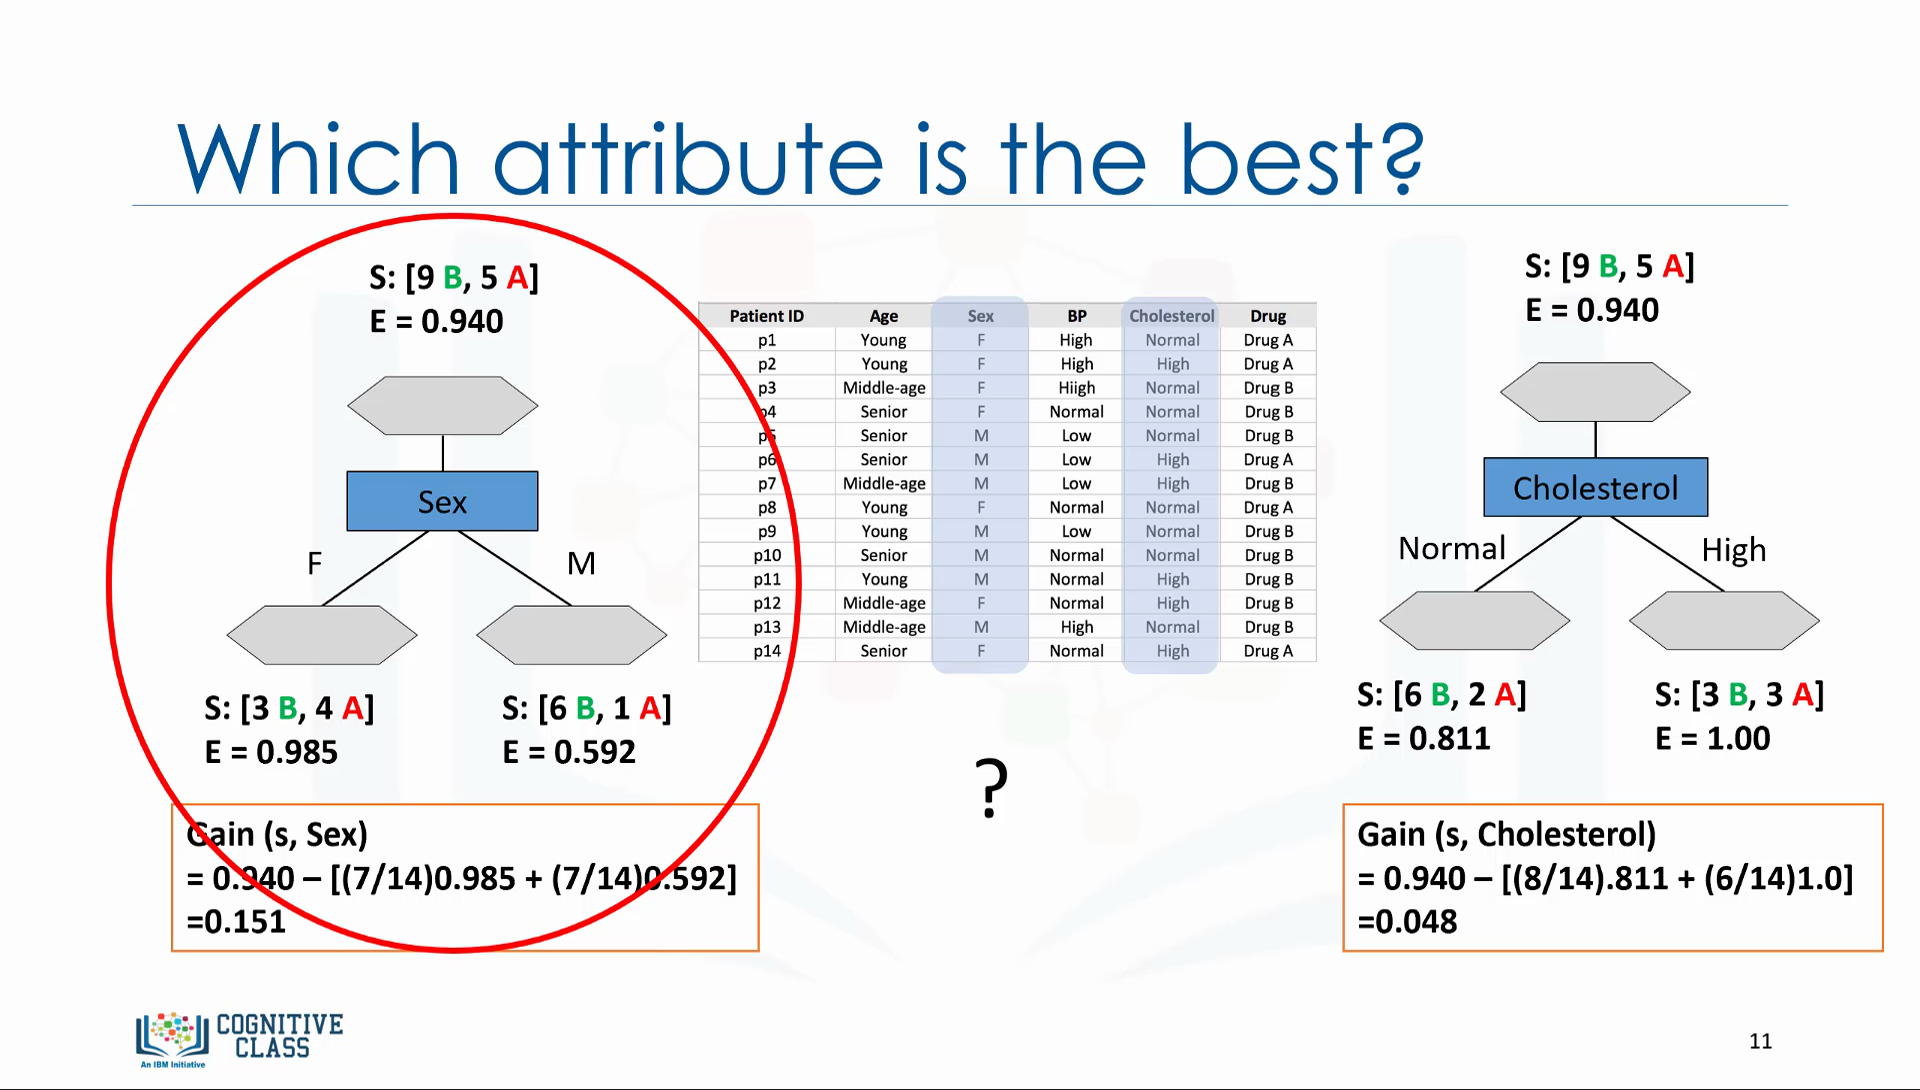 Which attribute is the best?
S: [9 B, 5 A]
E = 0.940
Sex
F
M
S: [3 B, 4 A]
E = 0.985
S: [6 B, 1 A]
E = 0.592
Gain (s, Sex)
= 0.940 – [(7/14)0.985 + (7/14)0.592]
=0.151
Patient ID Age Sex BP Cholesterol Drug
p1 Young F High Normal Drug A
p2 Young F High High Drug A
p3 Middle-age F Hiigh Normal Drug B
p4 Senior F Normal Normal Drug B
p5 Senior M Low Normal Drug B
p6 Senior M Low High Drug A
p7 Middle-age M Low High Drug B
p8 Young F Normal Normal Drug A
p9 Young M Low Normal Drug B
p10 Senior M Normal Normal Drug B
p11 Young M Normal High Drug B
p12 Middle-age F Normal High Drug B
p13 Middle-age M High Normal Drug B
p14 Senior F Normal High Drug A
?
S: [9 B, 5 A]
E = 0.940
Cholesterol
Normal
High
S: [6 B, 2 A]
E = 0.811
S: [3 B, 3 A]
E = 1.00
Gain (s, Cholesterol)
= 0.940 – [(8/14).811 + (6/14)1.0]
=0.048
COGNITIVE
CLASS
An IBM Initiative
11